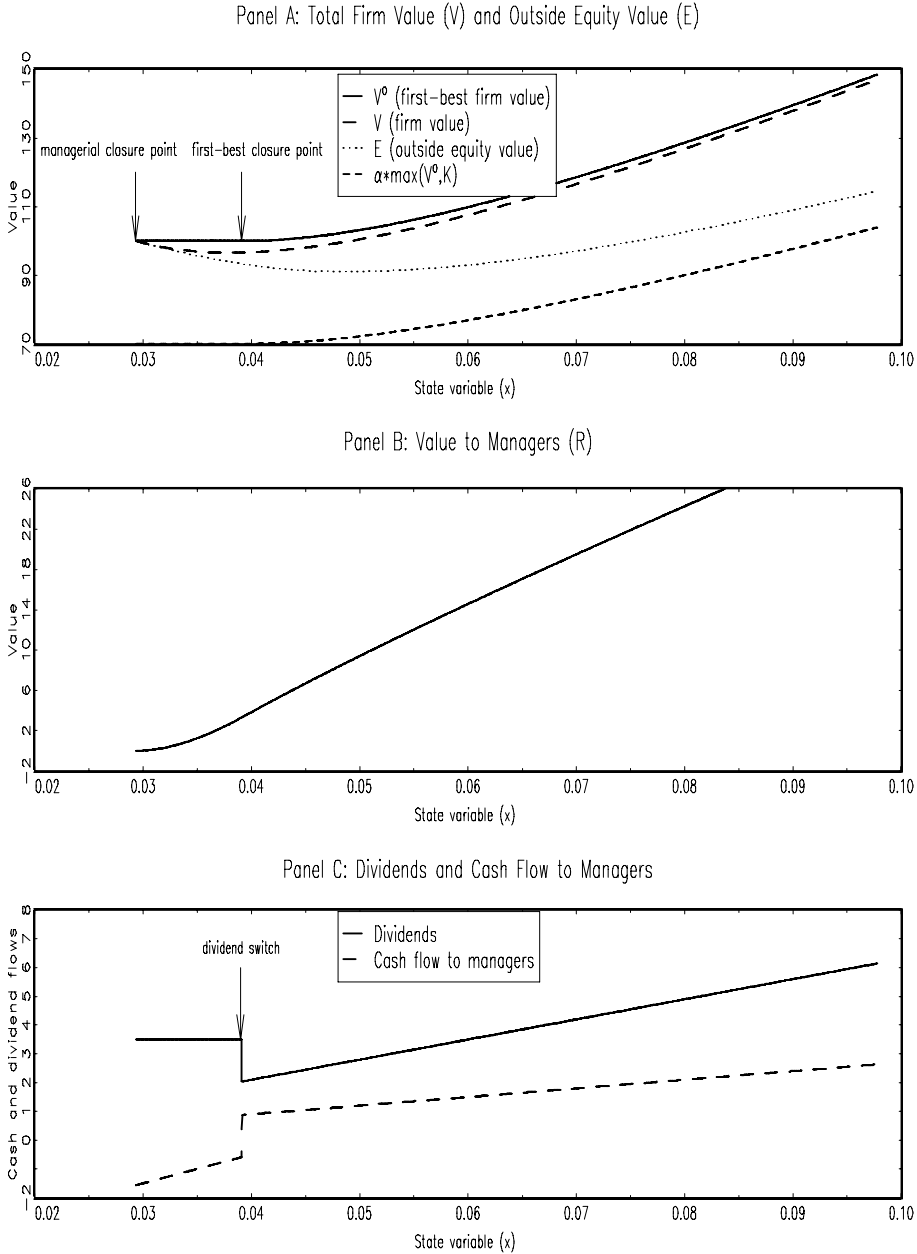 Panel A: Total Firm Value (V) and Outside Equity Value (E)
150
130
110
90
70
Value
managerial closure point
first-best closure point
V⁰ (first-best firm value)
V (firm value)
E (outside equity value)
α*max(V⁰,K)
0.02 0.03 0.04 0.05 0.06 0.07 0.08 0.09 0.10
State variable (x)
Panel B: Value to Managers (R)
26
22
18
14
10
6
2
-2
Value
0.02 0.03 0.04 0.05 0.06 0.07 0.08 0.09 0.10
State variable (x)
Panel C: Dividends and Cash Flow to Managers
8
7
6
5
4
3
2
1
0
-2
Cash and dividend flows
dividend switch
Dividends
Cash flow to managers
0.02 0.03 0.04 0.05 0.06 0.07 0.08 0.09 0.10
State variable (x)